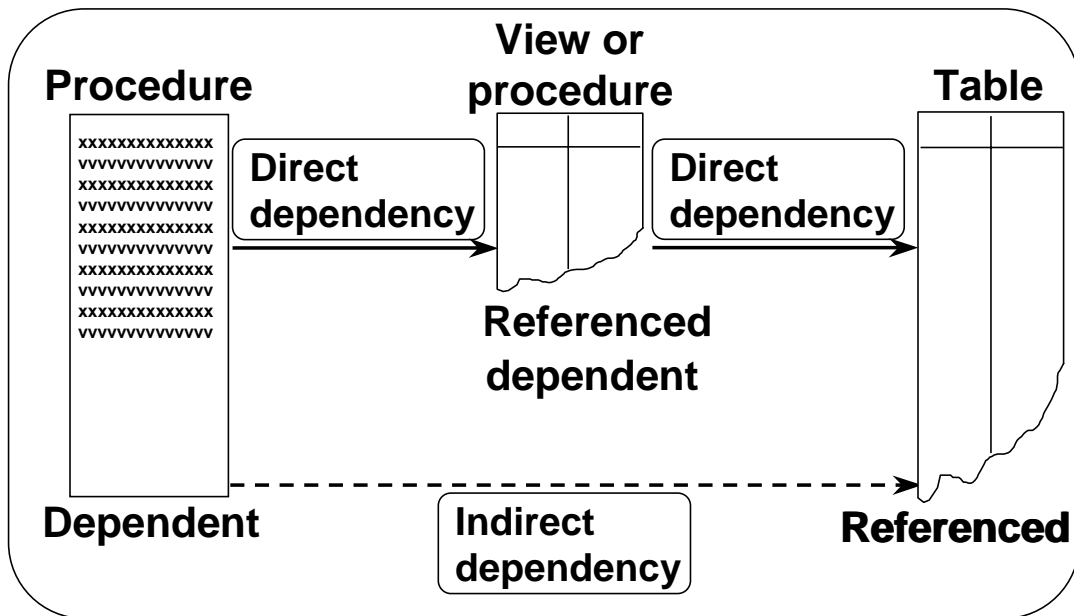 View or
procedure
Procedure
Table
xxxxxxxxxxxxxx
vvvvvvvvvvvvvv
xxxxxxxxxxxxxx
vvvvvvvvvvvvvv
xxxxxxxxxxxxxx
vvvvvvvvvvvvvv
xxxxxxxxxxxxxx
vvvvvvvvvvvvvv
xxxxxxxxxxxxxx
vvvvvvvvvvvvvv
Direct
dependency
Direct
dependency
Referenced
dependent
Dependent
Indirect
dependency
Referenced